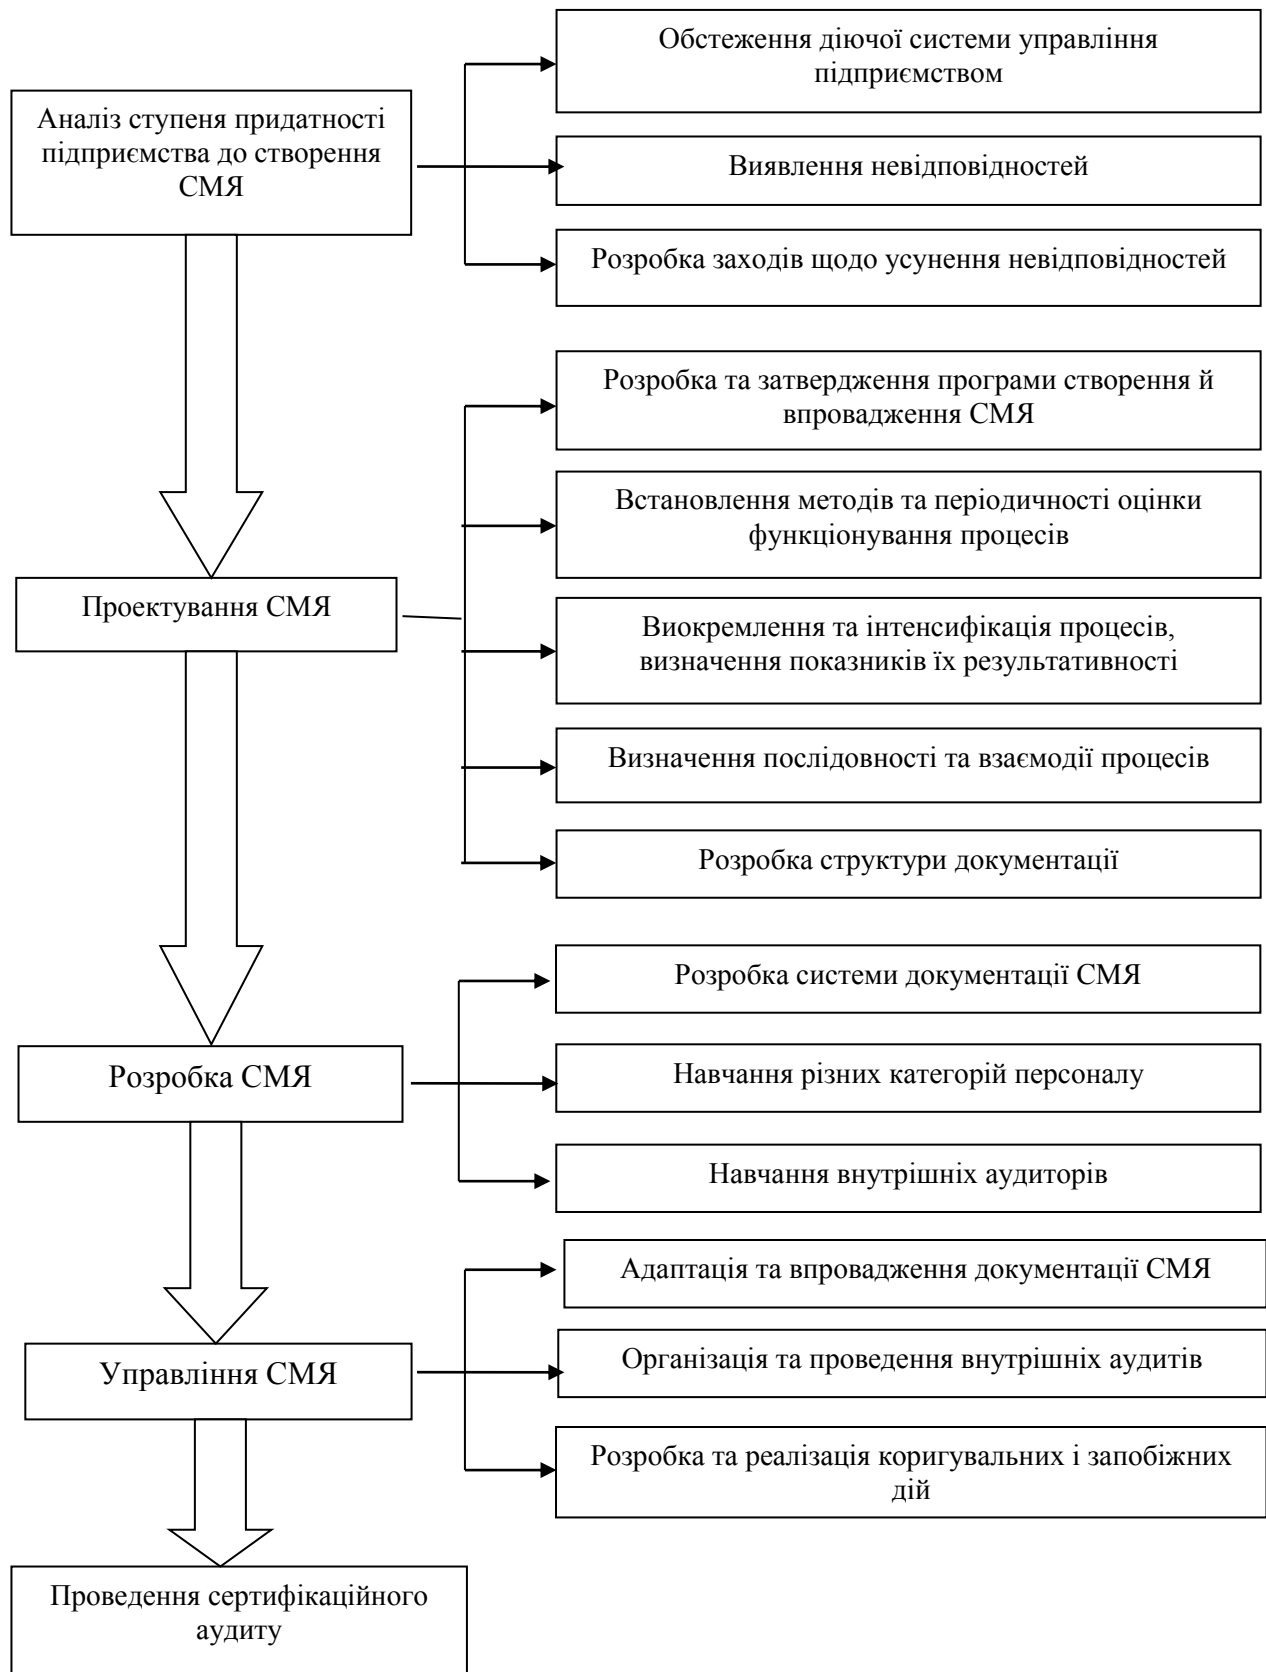 Обстеження діючої системи управління
підприємством
Аналіз ступеня придатності
підприємства до створення
СМЯ
Виявлення невідповідностей
Розробка заходів щодо усунення невідповідностей
Розробка та затвердження програми створення й
впровадження СМЯ
Встановлення методів та періодичності оцінки
функціонування процесів
Проектування СМЯ
Виокремлення та інтенсифікація процесів,
визначення показників їх результативності
Визначення послідовності та взаємодії процесів
Розробка структури документації
Розробка системи документації СМЯ
Розробка СМЯ
Навчання різних категорій персоналу
Навчання внутрішніх аудиторів
Адаптація та впровадження документації СМЯ
Управління СМЯ
Організація та проведення внутрішніх аудитів
Розробка та реалізація коригувальних і запобіжних
дій
Проведення сертифікаційного
аудиту